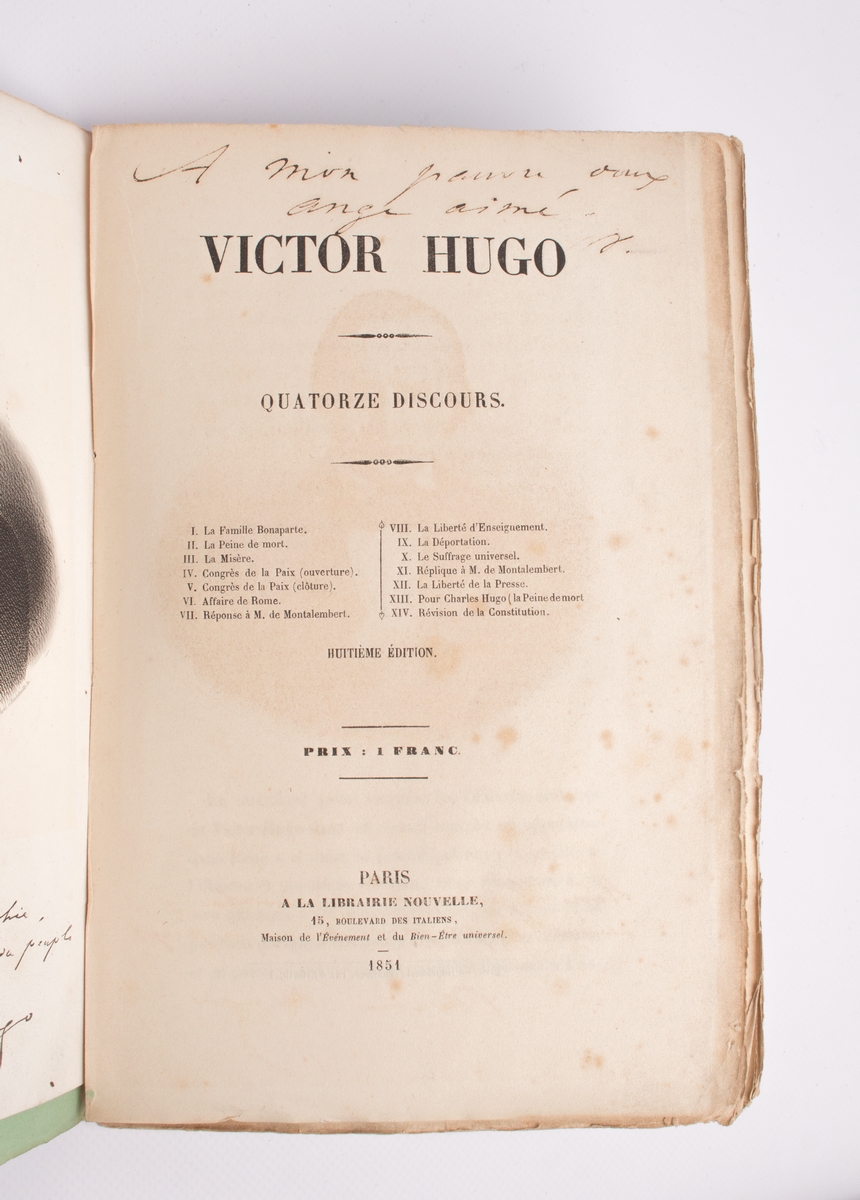 A mon pauvre doux
ange aimé.
V.
VICTOR HUGO
QUATORZE DISCOURS.
I. La Famille Bonaparte.
II. La Peine de mort.
III. La Misère.
IV. Congrès de la Paix (ouverture).
V. Congrès de la Paix (clôture).
VI. Affaire de Rome.
VII. Réponse à M. de Montalembert.
VIII. La Liberté d'Enseignement.
IX. La Déportation.
X. Le Suffrage universel.
XI. Réplique à M. de Montalembert.
XII. La Liberté de la Presse.
XIII. Pour Charles Hugo (la Peine de mort
XIV. Révision de la Constitution.
HUITIÈME ÉDITION.
PRIX : 1 FRANC.
PARIS
A LA LIBRAIRIE NOUVELLE,
15, BOULEVARD DES ITALIENS,
Maison de l'Événement et du Bien-Être universel.
1851
peuple